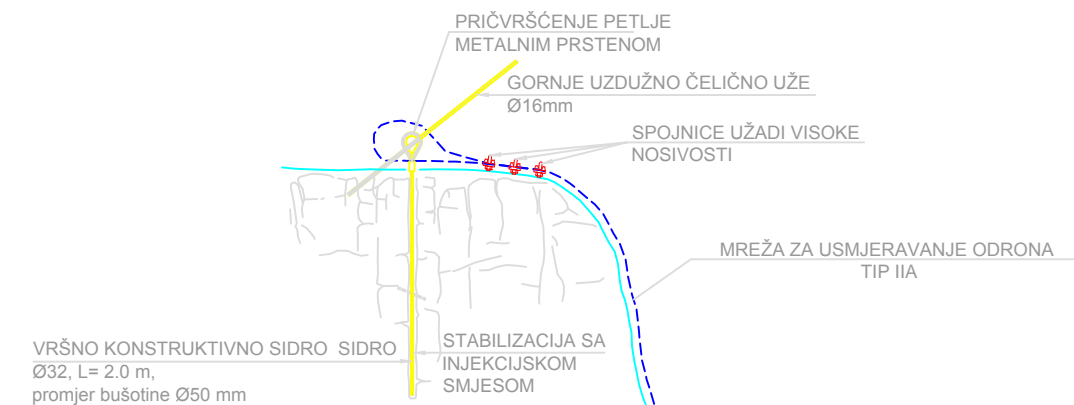 PRIČVRŠĆENJE PETLJE
METALNIM PRSTENOM
GORNJE UZDUŽNO ČELIČNO UŽE
Ø16mm
SPOJNICE UŽADI VISOKE
NOSIVOSTI
MREŽA ZA USMJERAVANJE ODRONA
TIP IIA
VRŠNO KONSTRUKTIVNO SIDRO SIDRO
Ø32, L= 2.0 m,
promjer bušotine Ø50 mm
STABILIZACIJA SA
INJEKCIJSKOM
SMJESOM